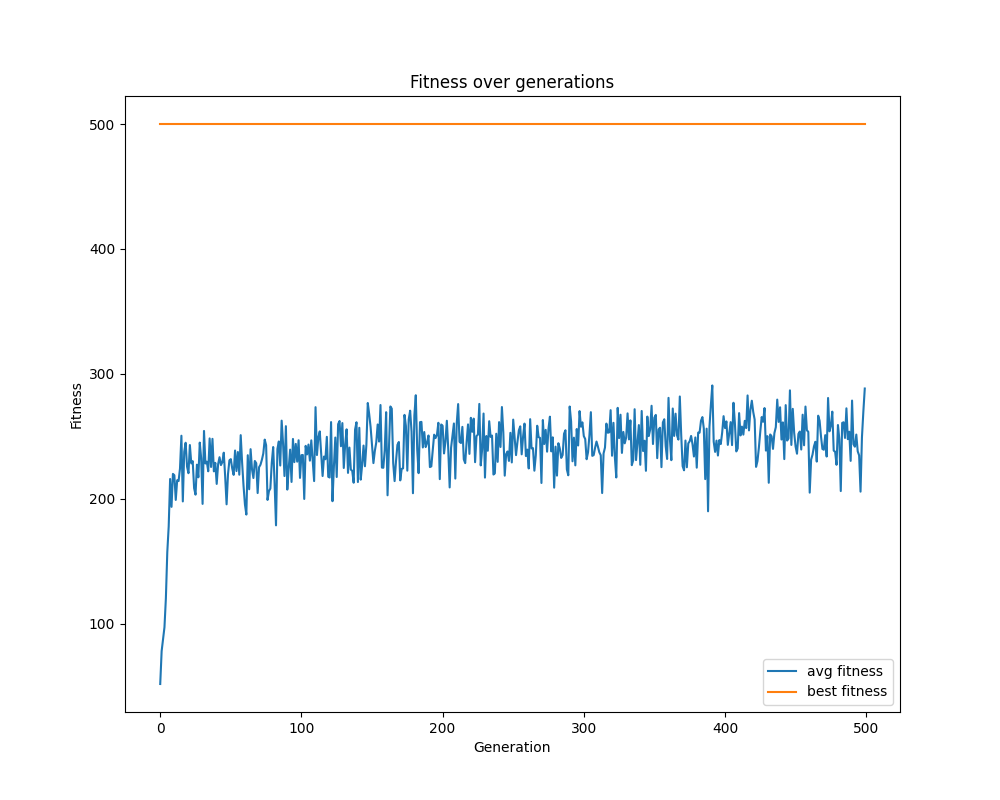 Fitness over generations
500
400
300
200
100
Fitness
0 100 200 300 400 500
Generation
avg fitness
best fitness